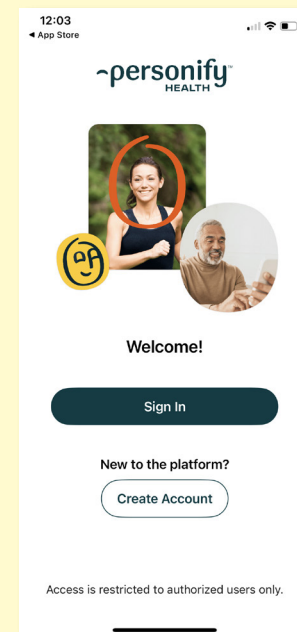 12:03
◀ App Store
personify™
HEALTH
Welcome!
Sign In
New to the platform?
Create Account
Access is restricted to authorized users only.